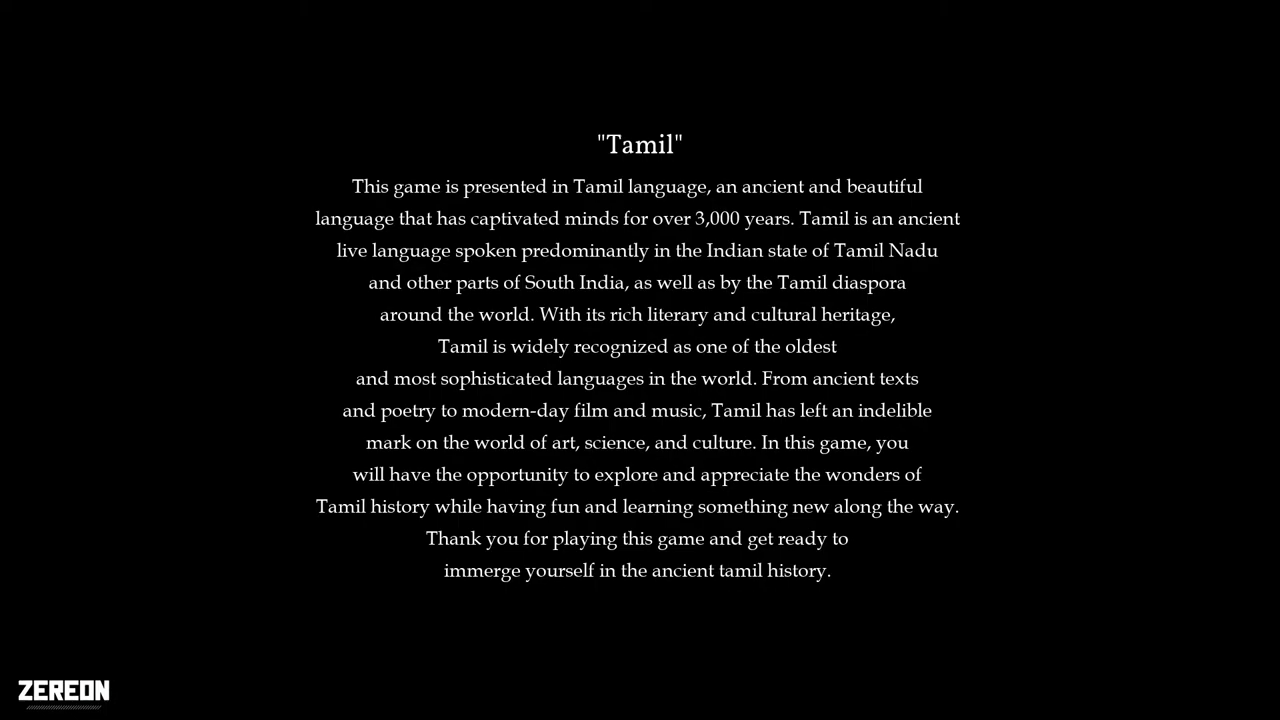 "Tamil"
This game is presented in Tamil language, an ancient and beautiful
language that has captivated minds for over 3,000 years. Tamil is an ancient
live language spoken predominantly in the Indian state of Tamil Nadu
and other parts of South India, as well as by the Tamil diaspora
around the world. With its rich literary and cultural heritage,
Tamil is widely recognized as one of the oldest
and most sophisticated languages in the world. From ancient texts
and poetry to modern-day film and music, Tamil has left an indelible
mark on the world of art, science, and culture. In this game, you
will have the opportunity to explore and appreciate the wonders of
Tamil history while having fun and learning something new along the way.
Thank you for playing this game and get ready to
immerge yourself in the ancient tamil history.
ZEREON